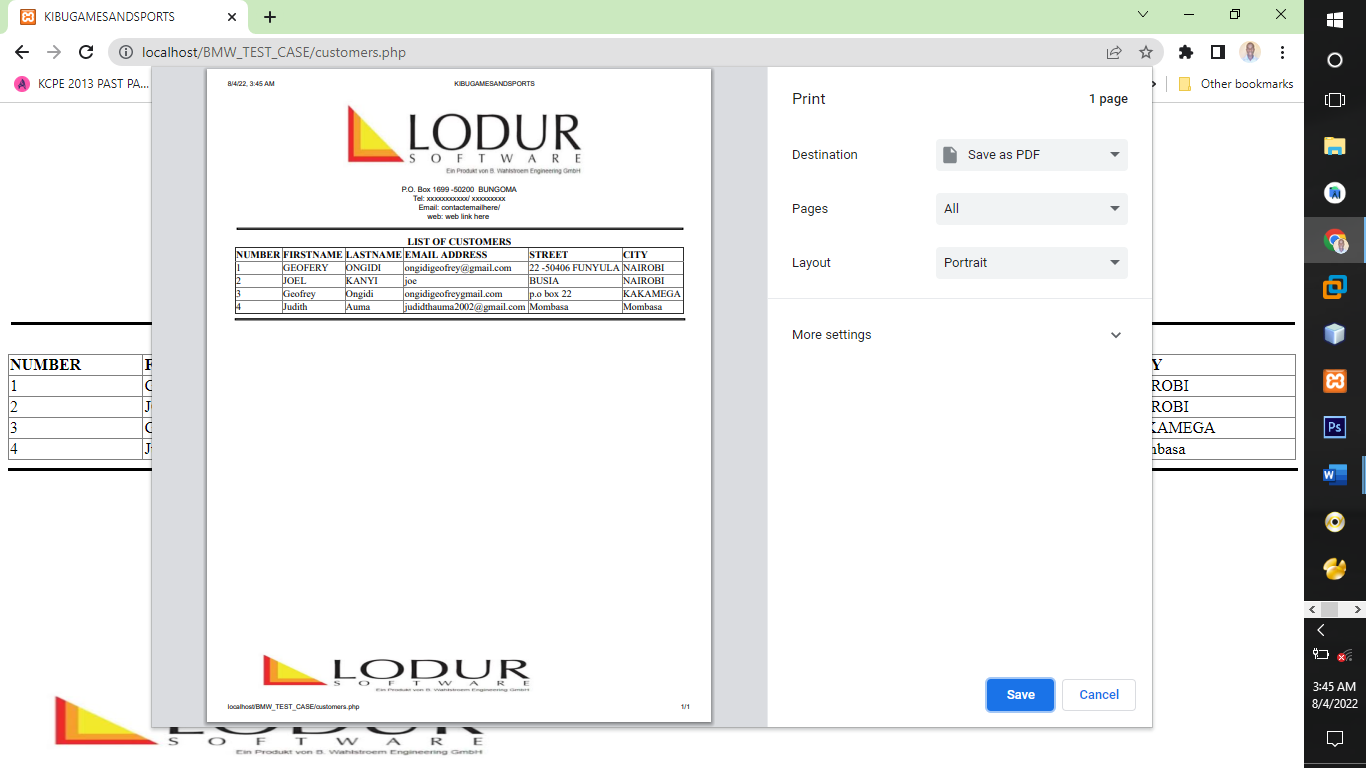 KIBUGAMESANDSPORTS
localhost/BMW_TEST_CASE/customers.php
KCPE 2013 PAST PA...
Other bookmarks
8/4/22, 3:45 AM KIBUGAMESANDSPORTS
LODUR
SOFTWARE
Ein Produkt von B. Wahlstroem Engineering GmbH
P.O. Box 1699 -50200 BUNGOMA
Tel: xxxxxxxxxxx/ xxxxxxxxx
Email: contactemailhere/
web: web link here
LIST OF CUSTOMERS
NUMBER FIRSTNAME LASTNAME EMAIL ADDRESS STREET CITY
1 GEOFERY ONGIDI ongidigeofrey@gmail.com 22 -50406 FUNYULA NAIROBI
2 JOEL KANYI joe BUSIA NAIROBI
3 Geofrey Ongidi ongidigeofreygmail.com p.o box 22 KAKAMEGA
4 Judith Auma judidthauma2002@gmail.com Mombasa Mombasa
LODUR
SOFTWARE
Ein Produkt von B. Wahlstroem Engineering GmbH
localhost/BMW_TEST_CASE/customers.php 1/1
Print 1 page
Destination Save as PDF
Pages All
Layout Portrait
More settings
Save Cancel
NUMBER
1 ROBI
2 ROBI
3 KAMEGA
4 mbasa
SOFTWARE
Ein Produkt von B. Wahlstroem Engineering GmbH
Ps
W
3:45 AM
8/4/2022